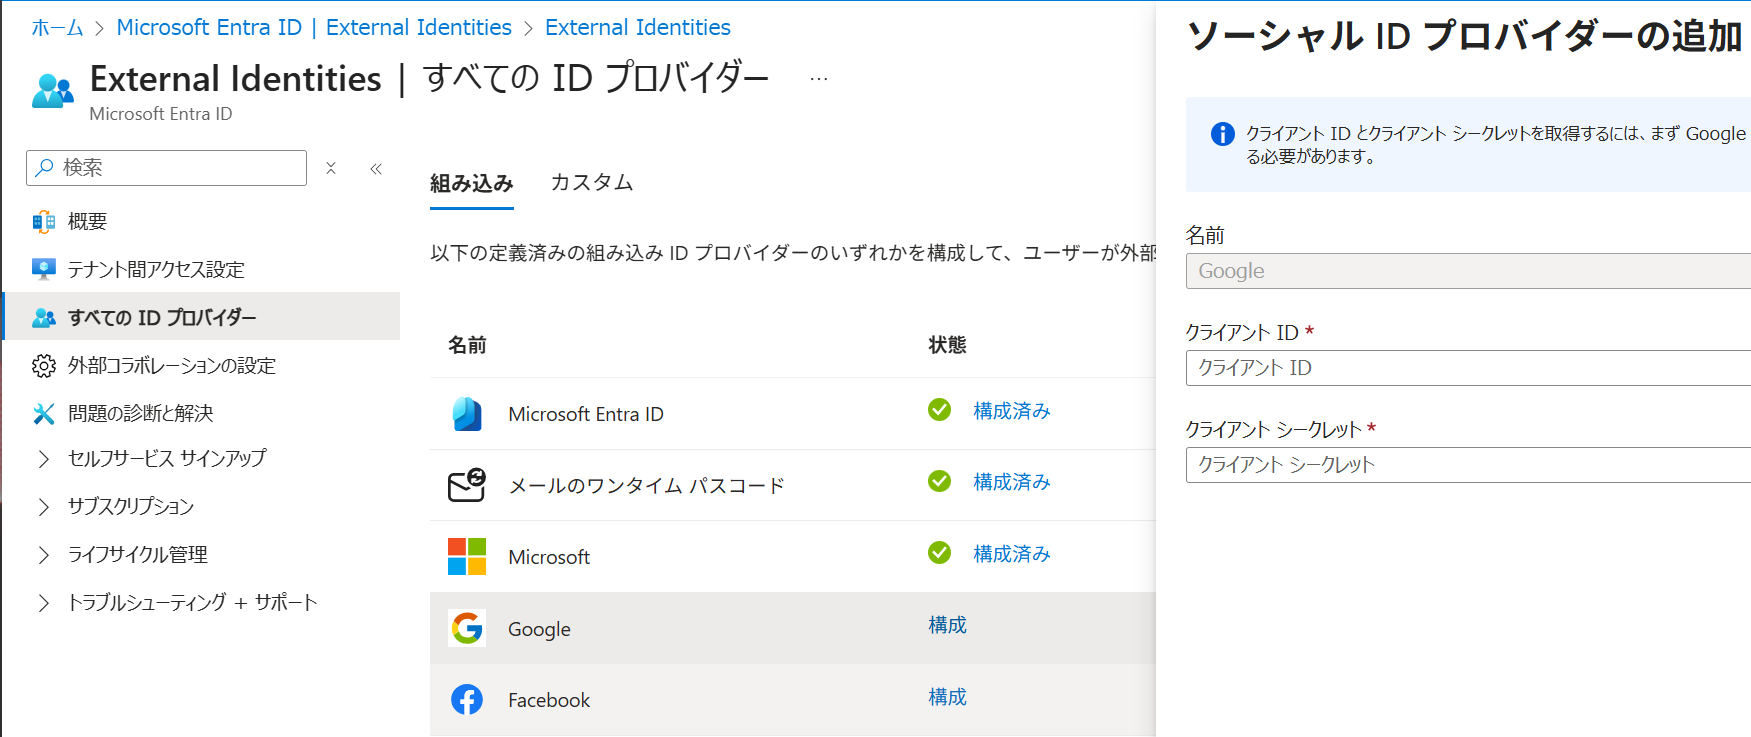 ホーム > Microsoft Entra ID | External Identities > External Identities
External Identities | すべての ID プロバイダー ...
Microsoft Entra ID
検索
概要
テナント間アクセス設定
すべての ID プロバイダー
外部コラボレーションの設定
問題の診断と解決
セルフサービス サインアップ
サブスクリプション
ライフサイクル管理
トラブルシューティング + サポート
組み込み カスタム
以下の定義済みの組み込み ID プロバイダーのいずれかを構成して、ユーザーが外部
名前 状態
Microsoft Entra ID 構成済み
メールのワンタイム パスコード 構成済み
Microsoft 構成済み
Google 構成
Facebook 構成
ソーシャル ID プロバイダーの追加
クライアント ID とクライアント シークレットを取得するには、まず Google
る必要があります。
名前
Google
クライアント ID *
クライアント ID
クライアント シークレット *
クライアント シークレット